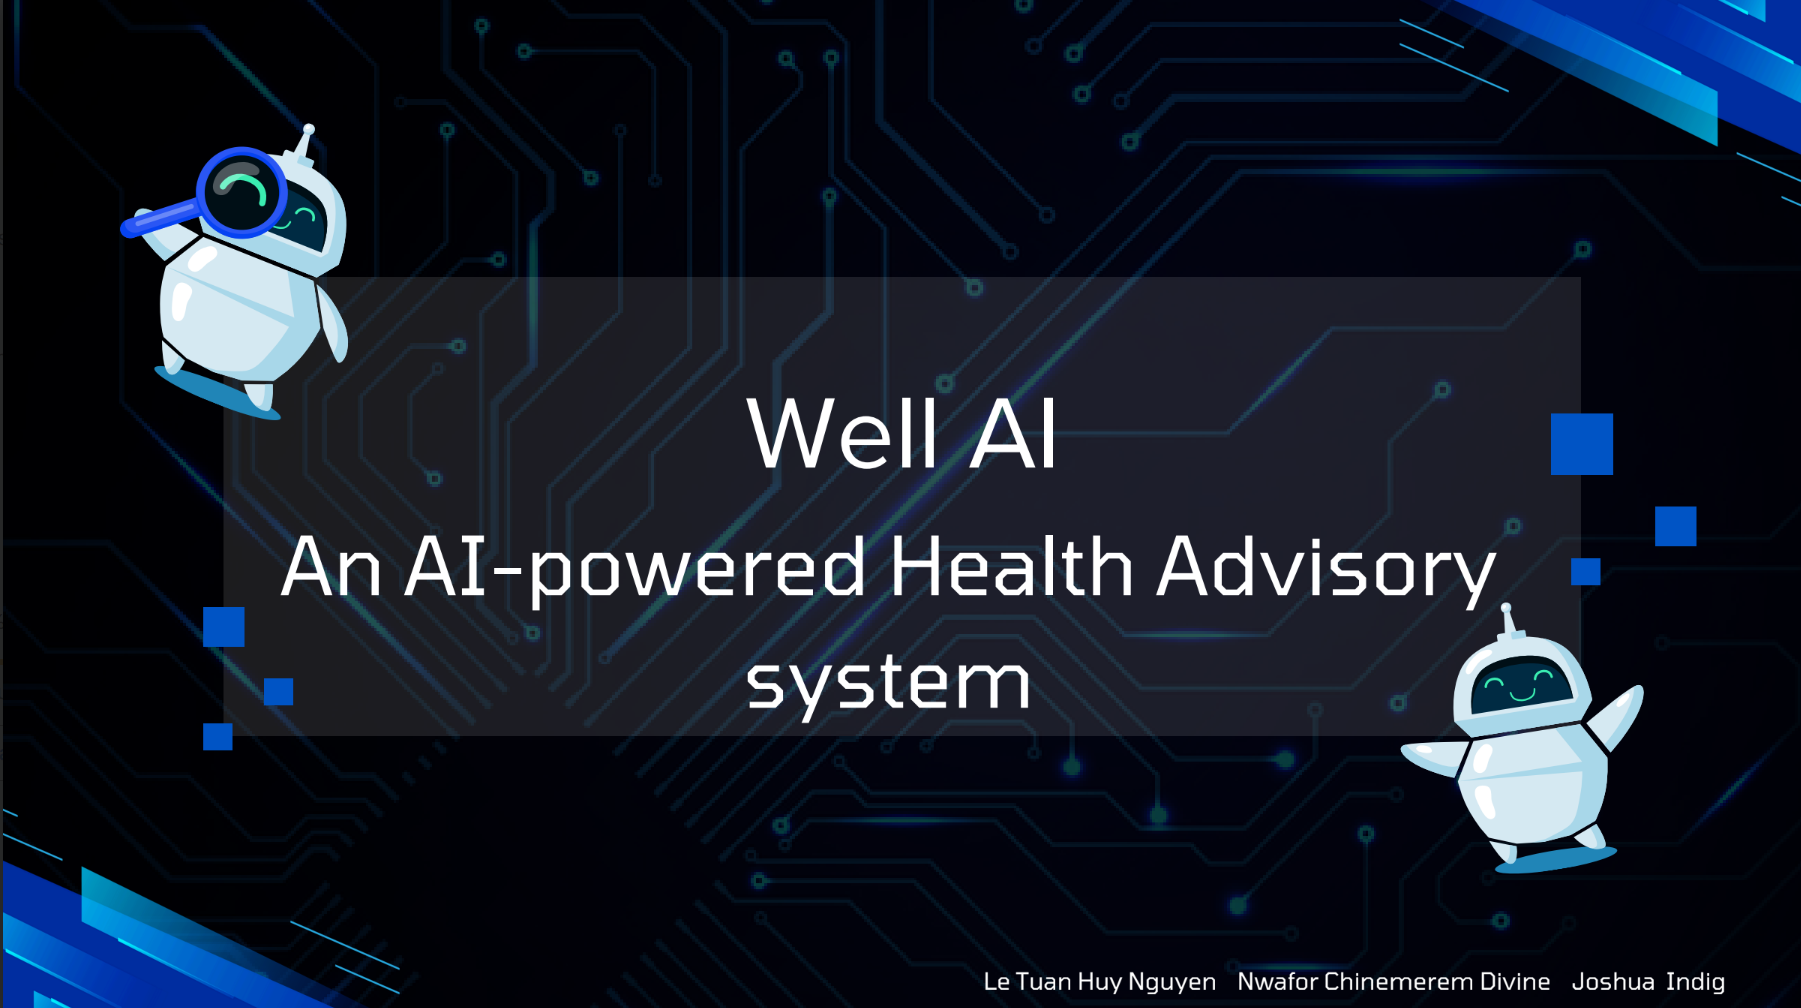 Well AI
An AI-powered Health Advisory
system
Le Tuan Huy Nguyen Nwafor Chinemerem Divine Joshua Indig